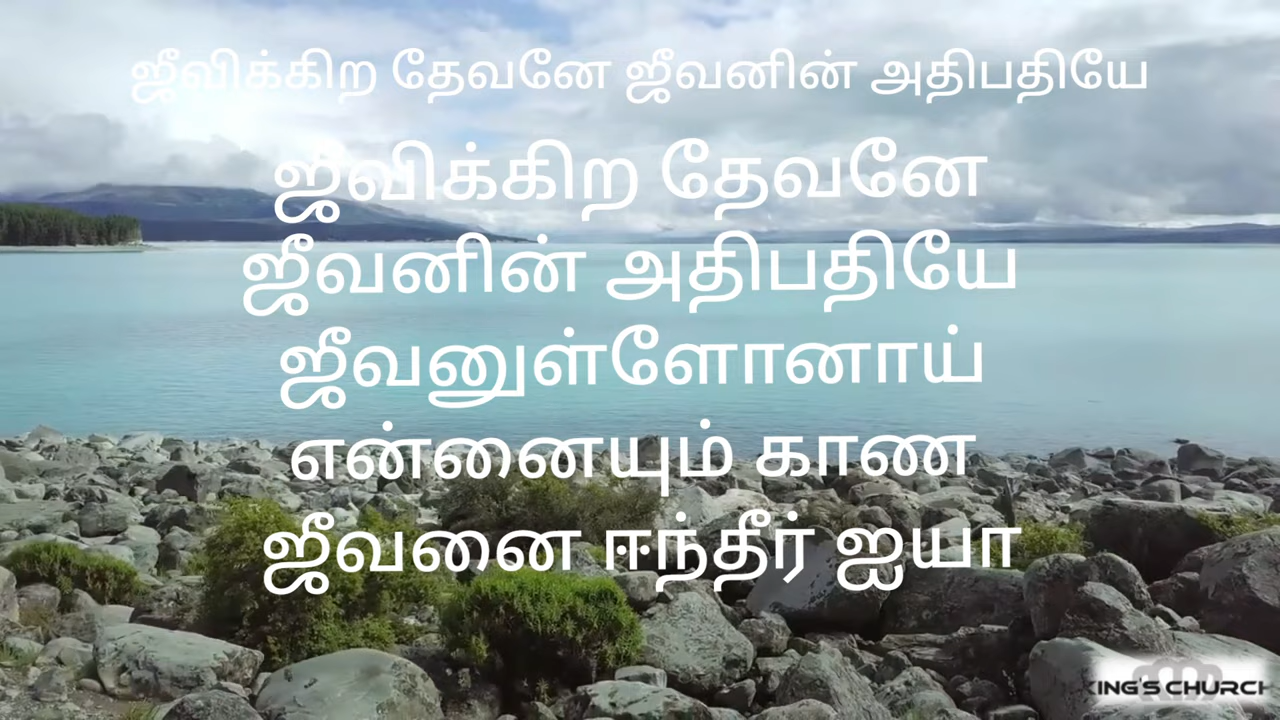 ஜீவிக்கிற தேவனே ஜீவனின் அதிபதியே
ஜீவிக்கிற தேவனே
ஜீவனின் அதிபதியே
ஜீவனுள்ளோனாய்
என்னையும் காண
ஜீவனை ஈந்தீர் ஐயா
KING'S CHURCH